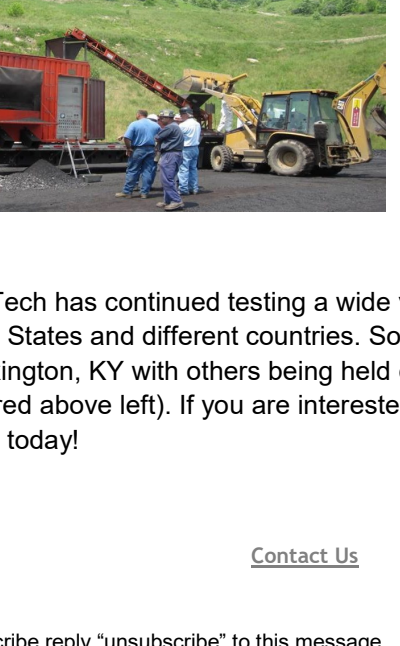 Tech has continued testing a wide
States and different countries. So
ington, KY with others being held
red above left). If you are intereste
today!
Contact Us
cribe reply “unsubscribe” to this message